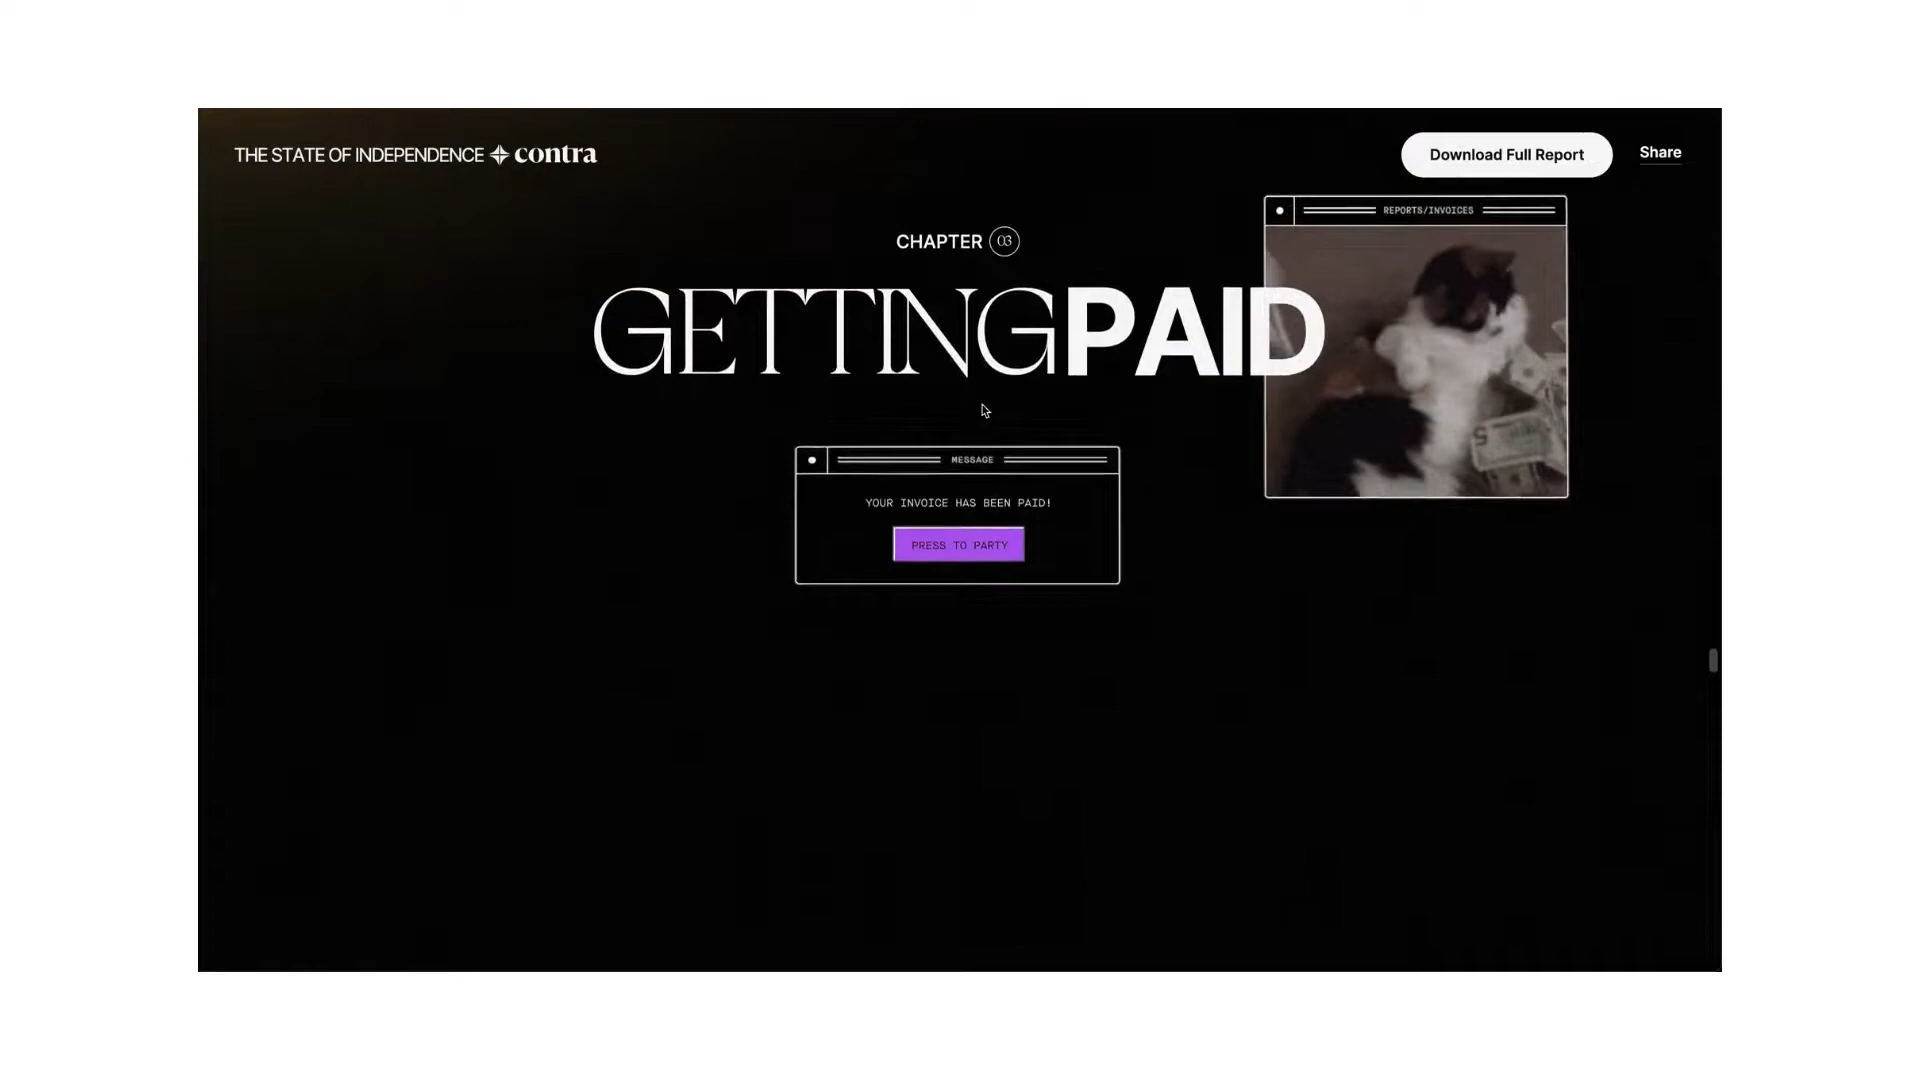 THE STATE OF INDEPENDENCE contra
Download Full Report
Share
REPORTS/INVOICES
CHAPTER 03
GETTINGPAID
5
MESSAGE
YOUR INVOICE HAS BEEN PAID!
PRESS TO PARTY